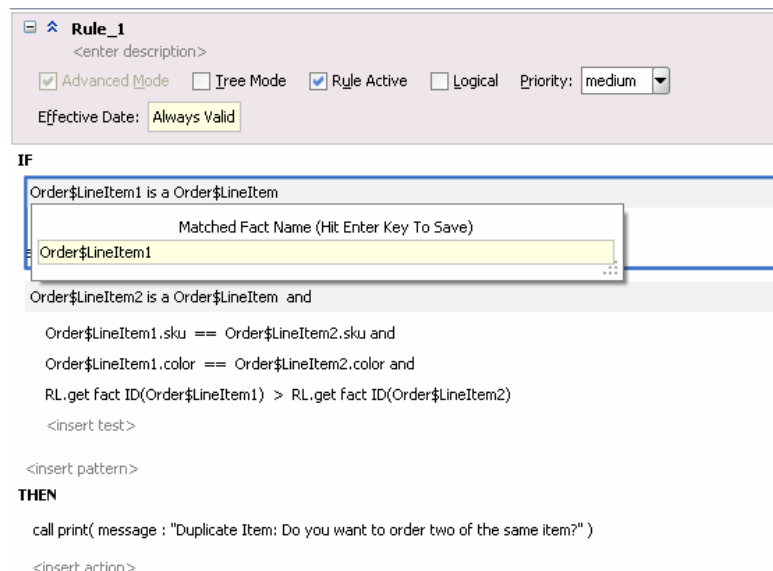 Rule_1
<enter description>
Advanced Mode Tree Mode Rule Active Logical Priority: medium
Effective Date: Always Valid
IF
Order$LineItem1 is a Order$LineItem
Matched Fact Name (Hit Enter Key To Save)
Order$LineItem1
Order$LineItem2 is a Order$LineItem and
Order$LineItem1.sku == Order$LineItem2.sku and
Order$LineItem1.color == Order$LineItem2.color and
RL.get fact ID(Order$LineItem1) > RL.get fact ID(Order$LineItem2)
<insert test>
<insert pattern>
THEN
call print( message : "Duplicate Item: Do you want to order two of the same item?" )
<insert action>